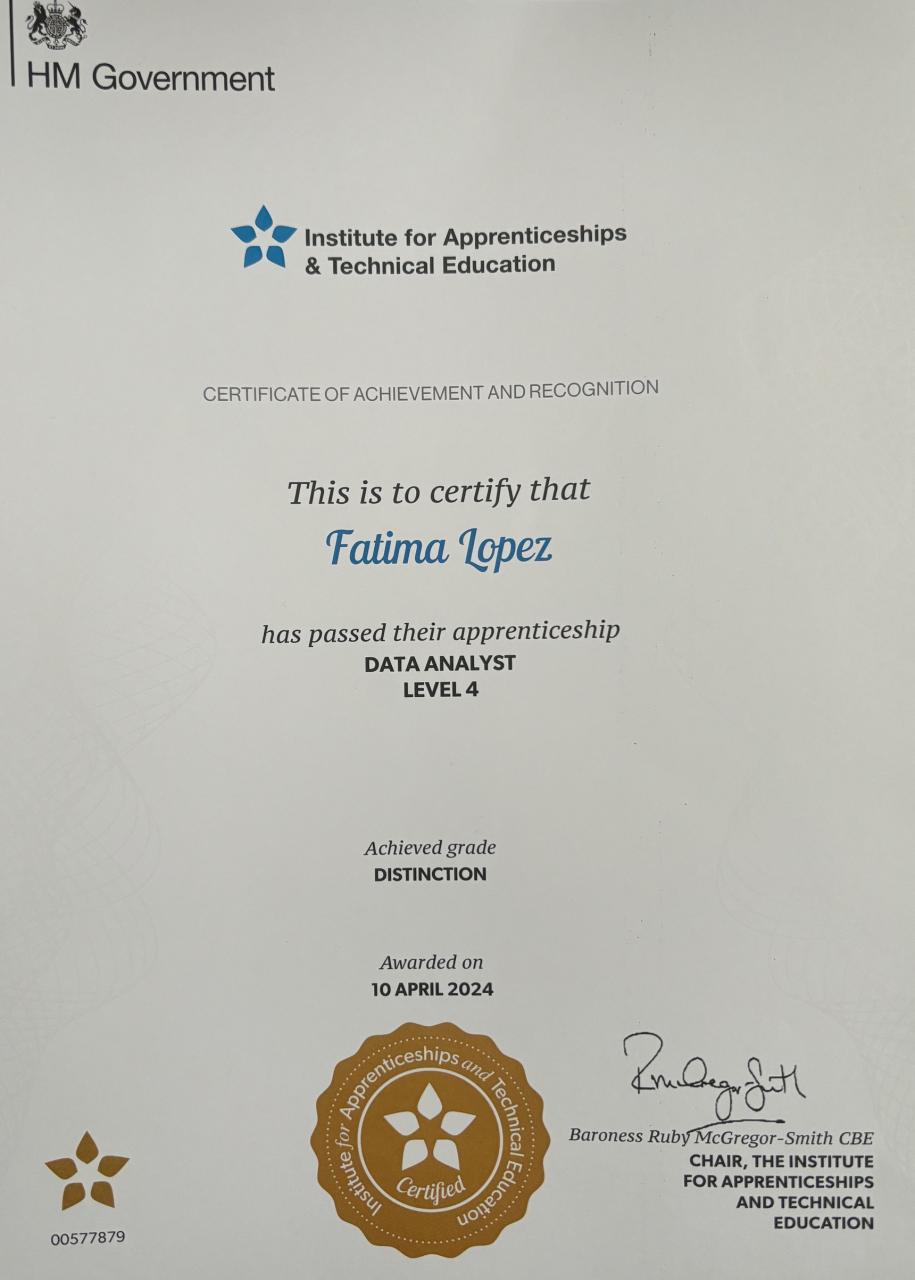 HM Government
Institute for Apprenticeships
& Technical Education
CERTIFICATE OF ACHIEVEMENT AND RECOGNITION
This is to certify that
Fatima Lopez
has passed their apprenticeship
DATA ANALYST
LEVEL 4
Achieved grade
DISTINCTION
Awarded on
10 APRIL 2024
Institute for Apprenticeships and Technical Education
Certified
Baroness Ruby McGregor-Smith CBE
CHAIR, THE INSTITUTE
FOR APPRENTICESHIPS
AND TECHNICAL
EDUCATION
00577879